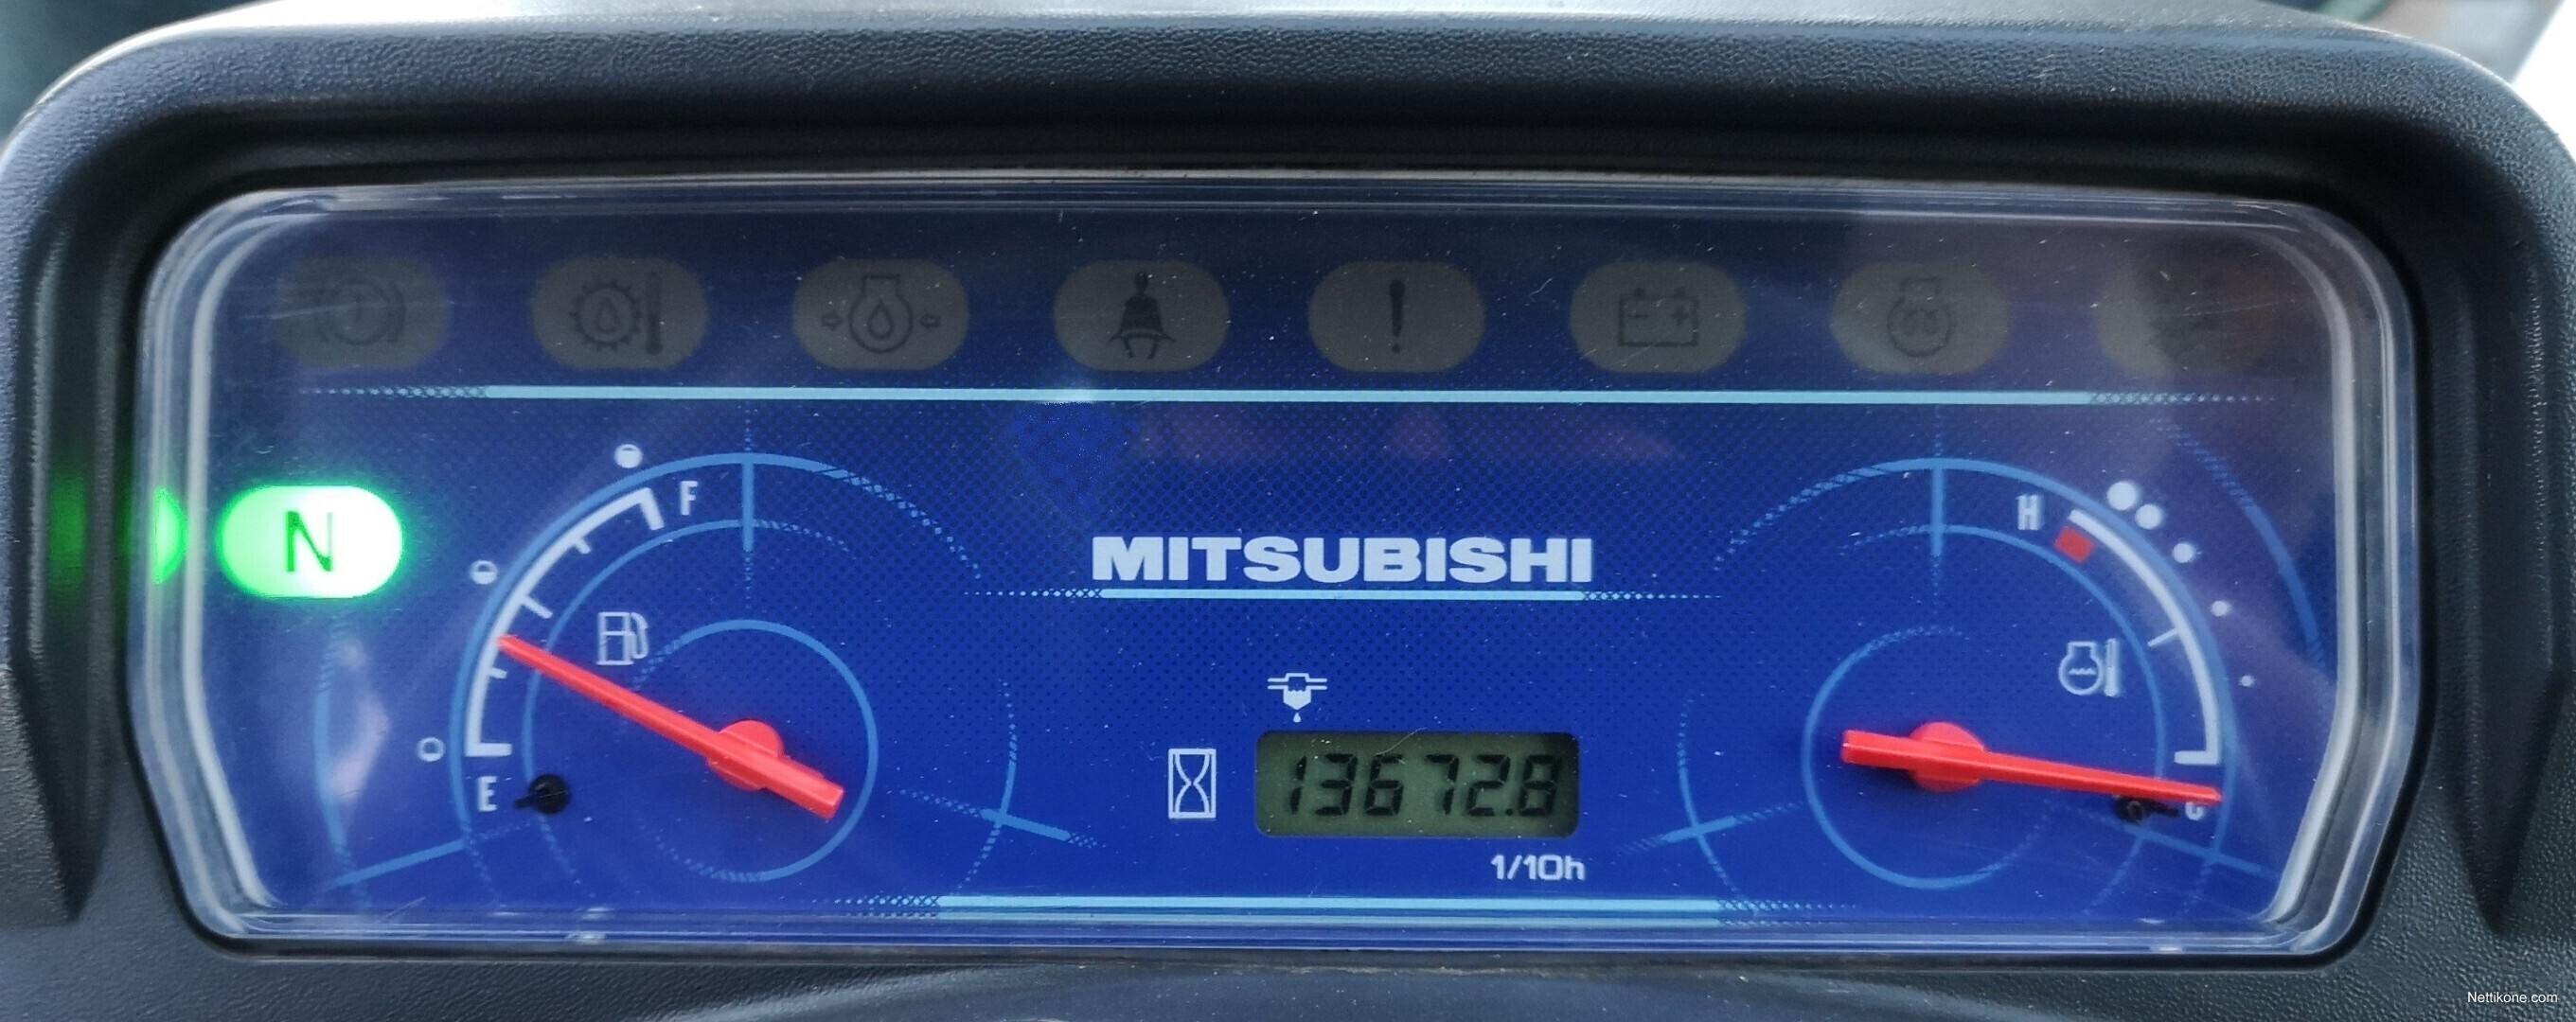 N
F
H
MITSUBISHI
E
13672.8
C
1/10h
Nettikone.com